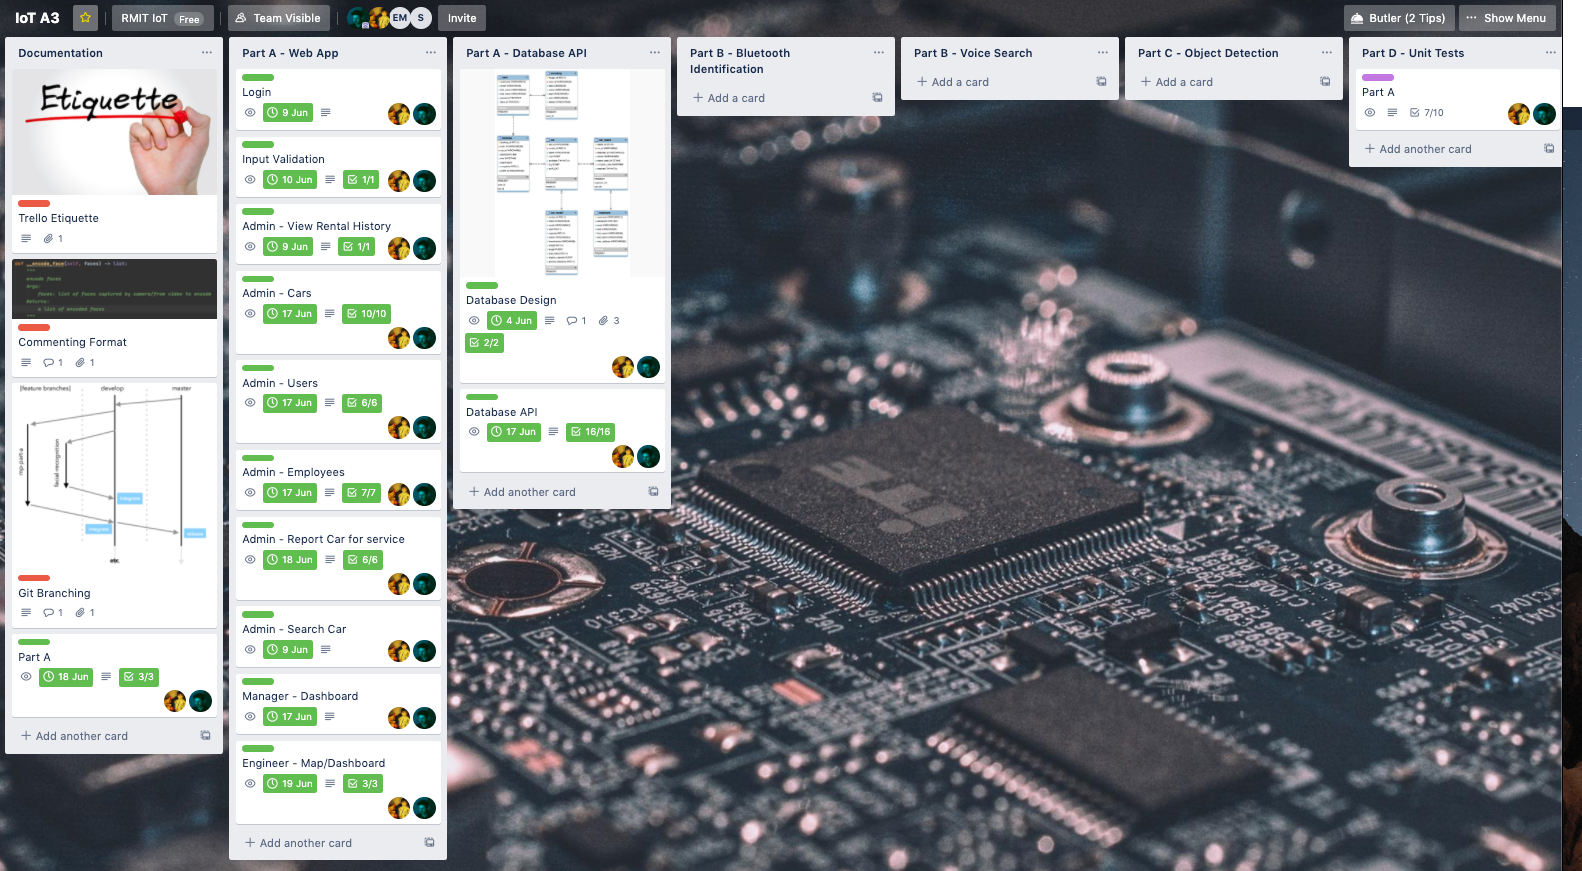 IoT A3
RMIT IoT Free
Team Visible
EM
S
Invite
Butler (2 Tips)
Show Menu
Documentation
Etiquette
Trello Etiquette
1
Commenting Format
1 1
[feature branches] develop master
etc.
Git Branching
1 1
Part A
18 Jun 3/3
+ Add another card
Part A - Web App
Login
9 Jun
Input Validation
10 Jun 1/1
Admin - View Rental History
9 Jun 1/1
Admin - Cars
17 Jun 10/10
Admin - Users
17 Jun 6/6
Admin - Employees
17 Jun 7/7
Admin - Report Car for service
18 Jun 6/6
Admin - Search Car
9 Jun
Manager - Dashboard
17 Jun
Engineer - Map/Dashboard
19 Jun 3/3
+ Add another card
Part A - Database API
Database Design
4 Jun 1 3
2/2
Database API
17 Jun 16/16
+ Add another card
Part B - Bluetooth
Identification
+ Add a card
Part B - Voice Search
+ Add a card
Part C - Object Detection
+ Add a card
Part D - Unit Tests
Part A
7/10
+ Add another card